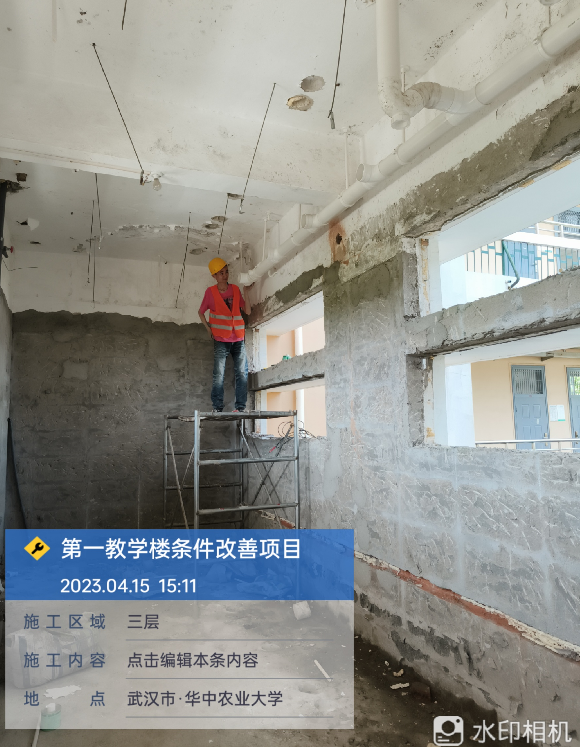 第一教学楼条件改善项目
2023.04.15 15:11
施工区域 三层
施工内容 点击编辑本条内容
地点 武汉市·华中农业大学
水印相机